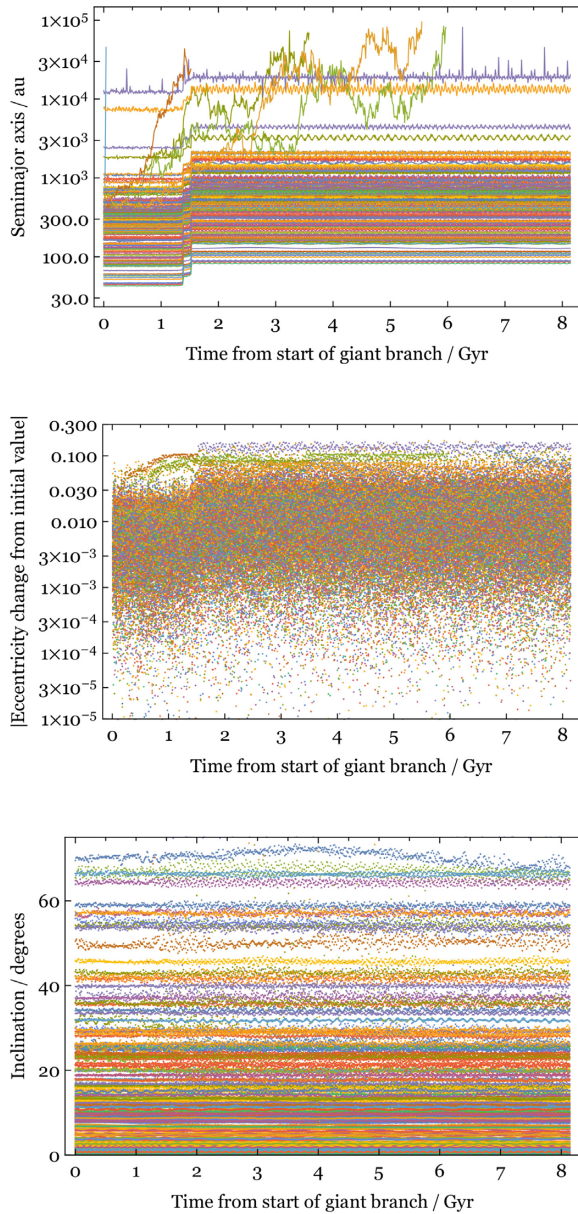 1×10⁵
3×10⁴
1×10⁴
3×10³
1×10³
300.0
100.0
30.0
Semimajor axis / au
0 1 2 3 4 5 6 7 8
Time from start of giant branch / Gyr
0.300
0.100
0.030
0.010
3×10⁻³
1×10⁻³
3×10⁻⁴
1×10⁻⁴
3×10⁻⁵
1×10⁻⁵
|Eccentricity change from initial value|
0 1 2 3 4 5 6 7 8
Time from start of giant branch / Gyr
60
40
20
0
Inclination / degrees
0 1 2 3 4 5 6 7 8
Time from start of giant branch / Gyr